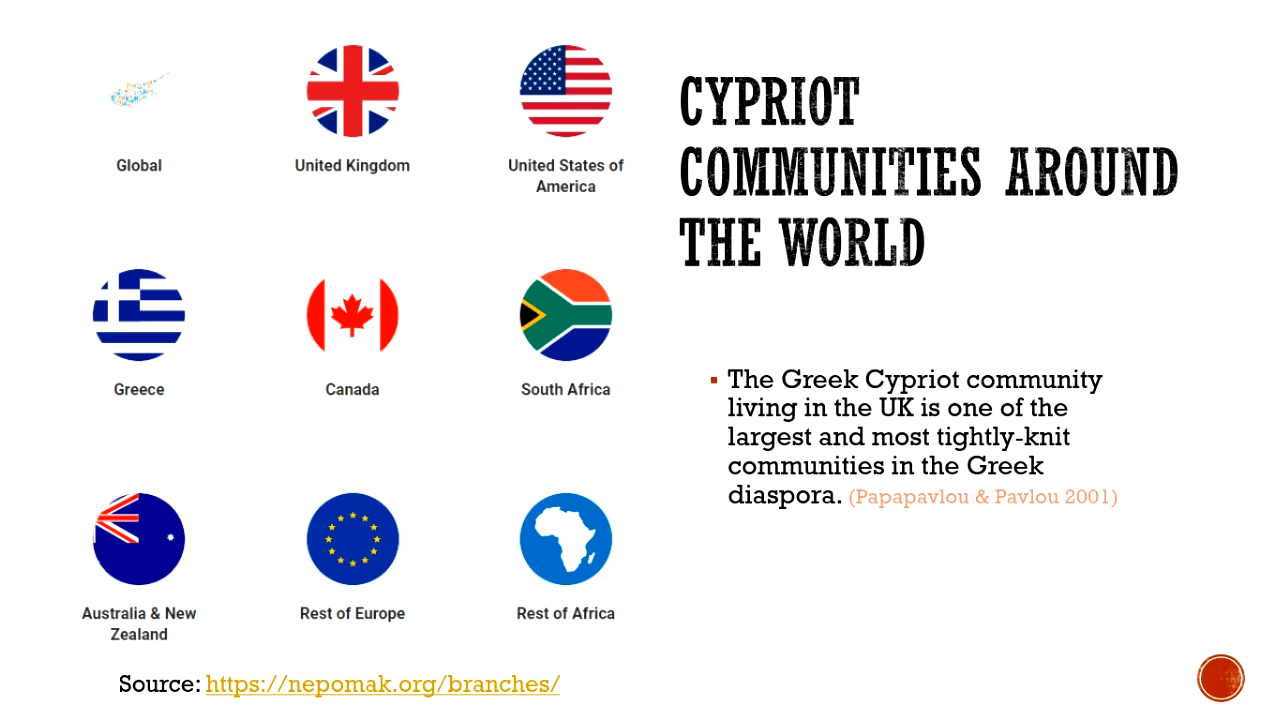 CYPRIOT
COMMUNITIES AROUND
THE WORLD
Global
United Kingdom
United States of
America
Greece
Canada
South Africa
Australia & New
Zealand
Rest of Europe
Rest of Africa
The Greek Cypriot community
living in the UK is one of the
largest and most tightly-knit
communities in the Greek
diaspora. (Papapavlou & Pavlou 2001)
Source: https://nepomak.org/branches/